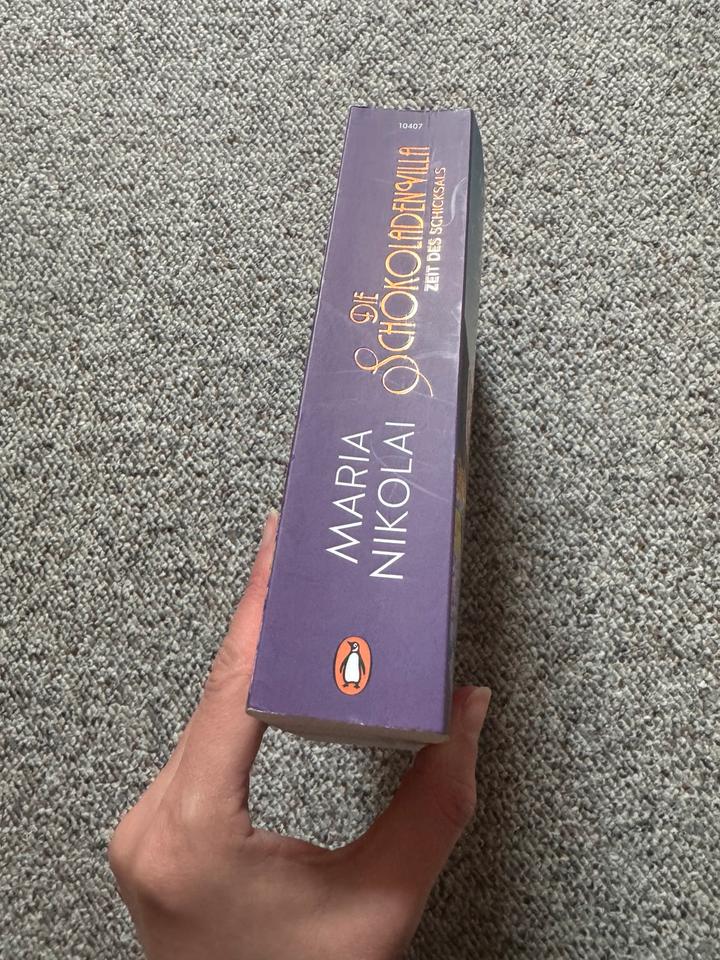 10407
MARIA
NIKOLAI
DIE
SCHOKOLADENVILLA
ZEIT DES SCHICKSALS